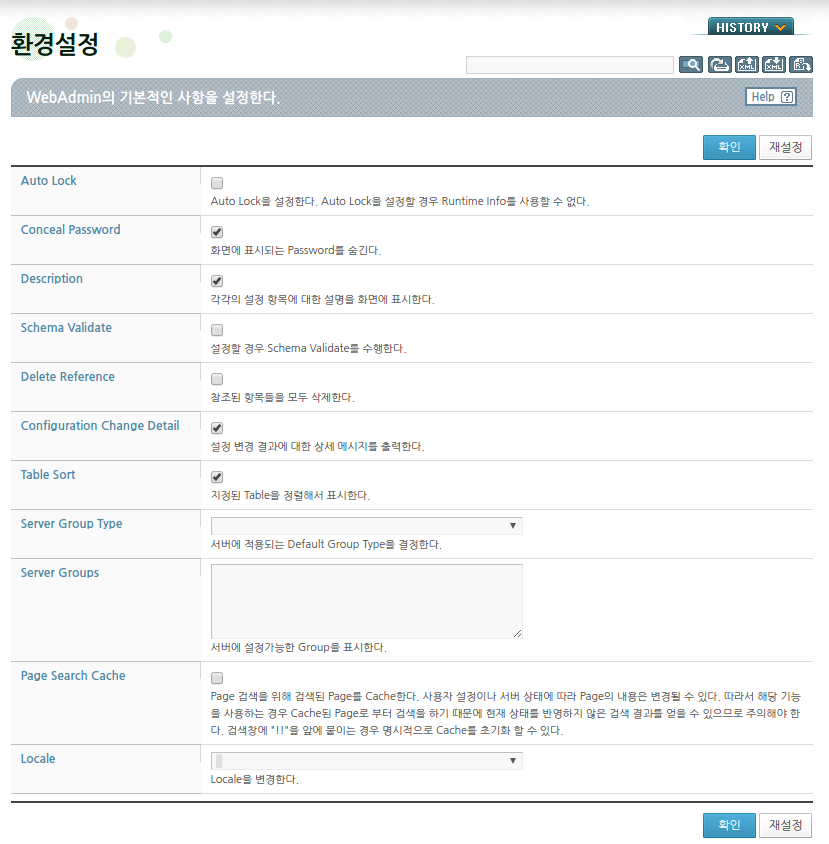 환경설정
HISTORY
WebAdmin의 기본적인 사항을 설정한다.
Help ?
확인
재설정
Auto Lock
Auto Lock을 설정한다. Auto Lock을 설정할 경우 Runtime Info를 사용할 수 없다.
Conceal Password
화면에 표시되는 Password를 숨긴다.
Description
각각의 설정 항목에 대한 설명을 화면에 표시한다.
Schema Validate
설정할 경우 Schema Validate를 수행한다.
Delete Reference
참조된 항목들을 모두 삭제한다.
Configuration Change Detail
설정 변경 결과에 대한 상세 메시지를 출력한다.
Table Sort
지정된 Table을 정렬해서 표시한다.
Server Group Type
서버에 적용되는 Default Group Type을 결정한다.
Server Groups
서버에 설정가능한 Group을 표시한다.
Page Search Cache
Page 검색을 위해 검색된 Page를 Cache한다. 사용자 설정이나 서버 상태에 따라 Page의 내용은 변경될 수 있다. 따라서 해당 기능
을 사용하는 경우 Cache된 Page로 부터 검색을 하기 때문에 현재 상태를 반영하지 않은 검색 결과를 얻을 수 있으므로 주의해야 한
다. 검색창에 "!!"을 앞에 붙이는 경우 명시적으로 Cache를 초기화 할 수 있다.
Locale
Locale을 변경한다.
확인
재설정